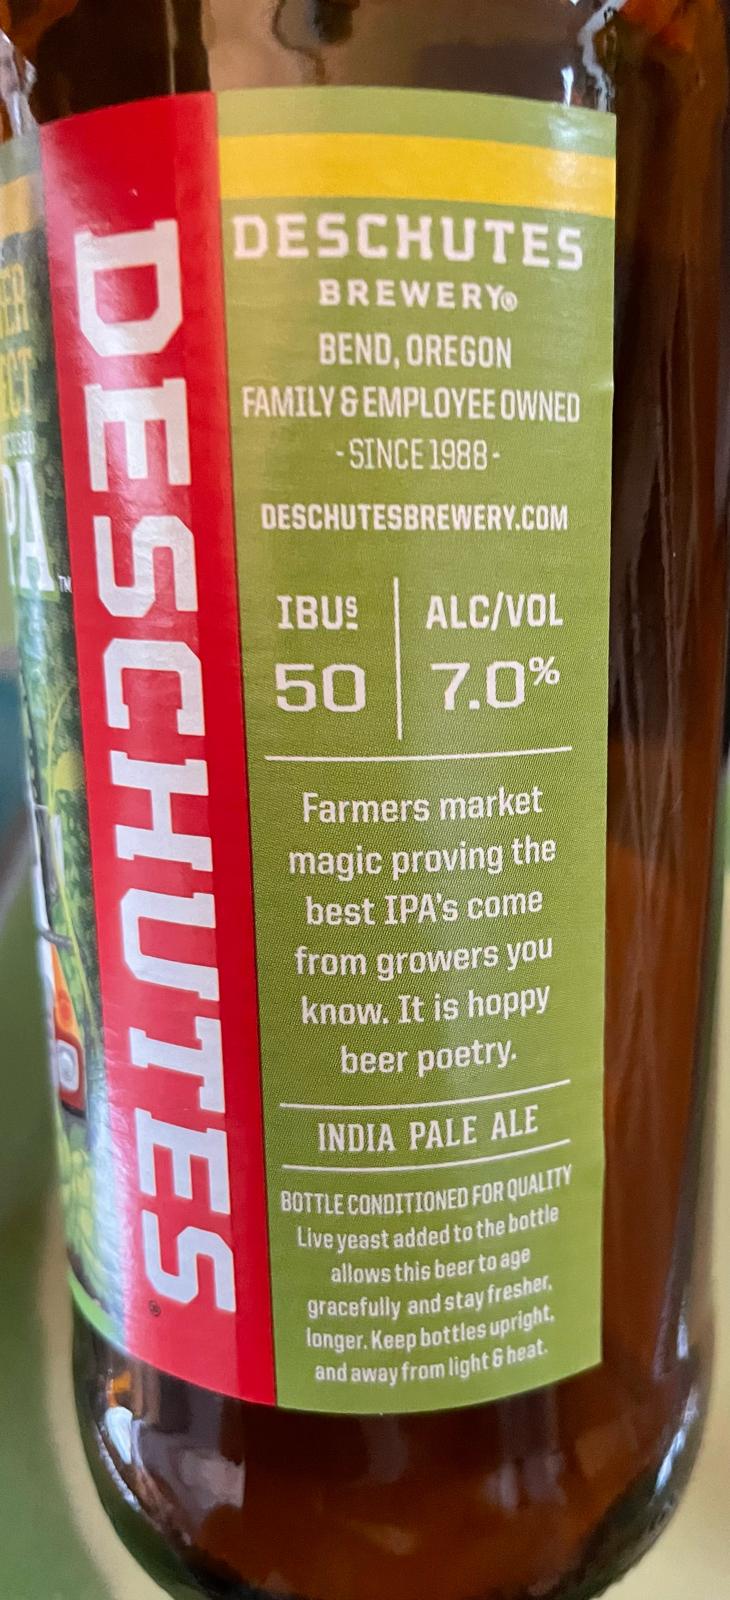 ER
CT
PA™
DESCHUTES®
DESCHUTES
BREWERY®
BEND, OREGON
FAMILY & EMPLOYEE OWNED
-SINCE 1988-
DESCHUTESBREWERY.COM
IBUs ALC/VOL
50 7.0%
Farmers market
magic proving the
best IPA's come
from growers you
know. It is hoppy
beer poetry.
INDIA PALE ALE
BOTTLE CONDITIONED FOR QUALITY
Live yeast added to the bottle
allows this beer to age
gracefully and stay fresher,
longer. Keep bottles upright,
and away from light & heat.